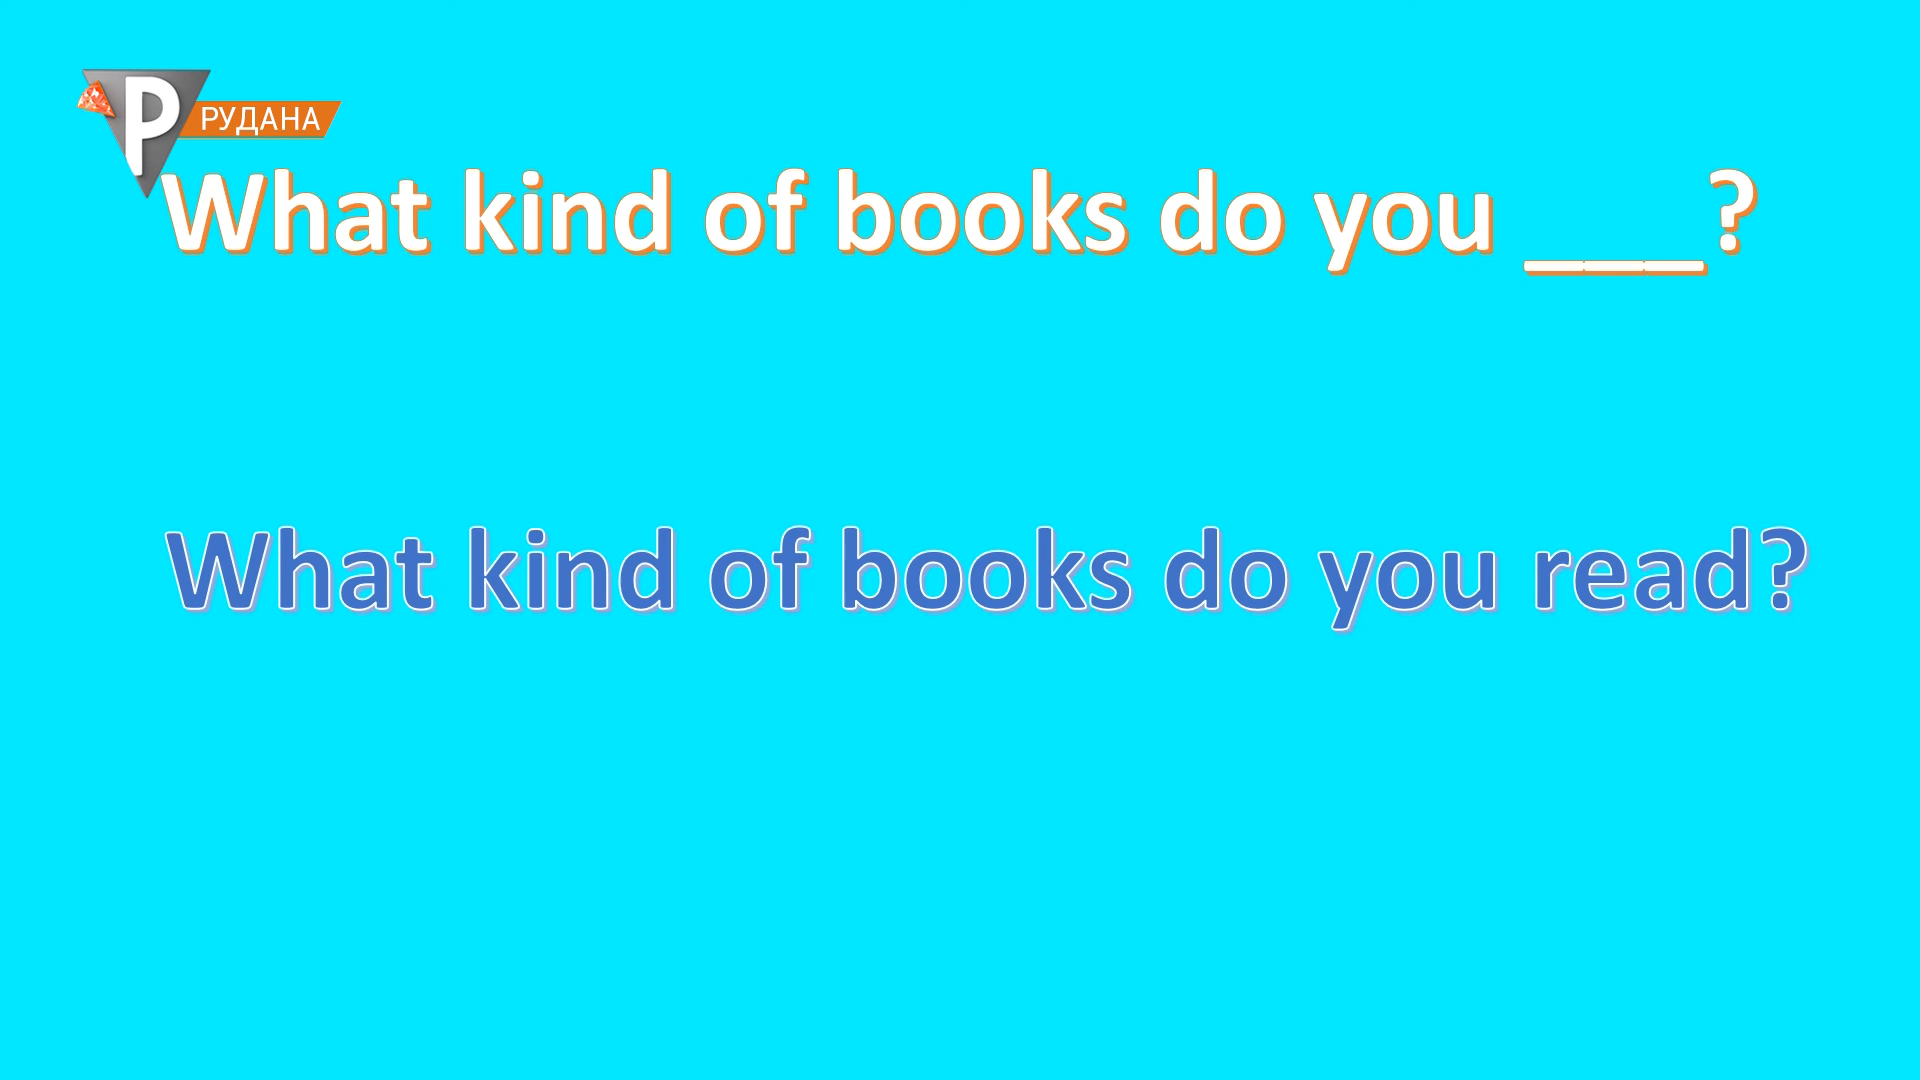 Р РУДАНА
What kind of books do you ___?
What kind of books do you read?